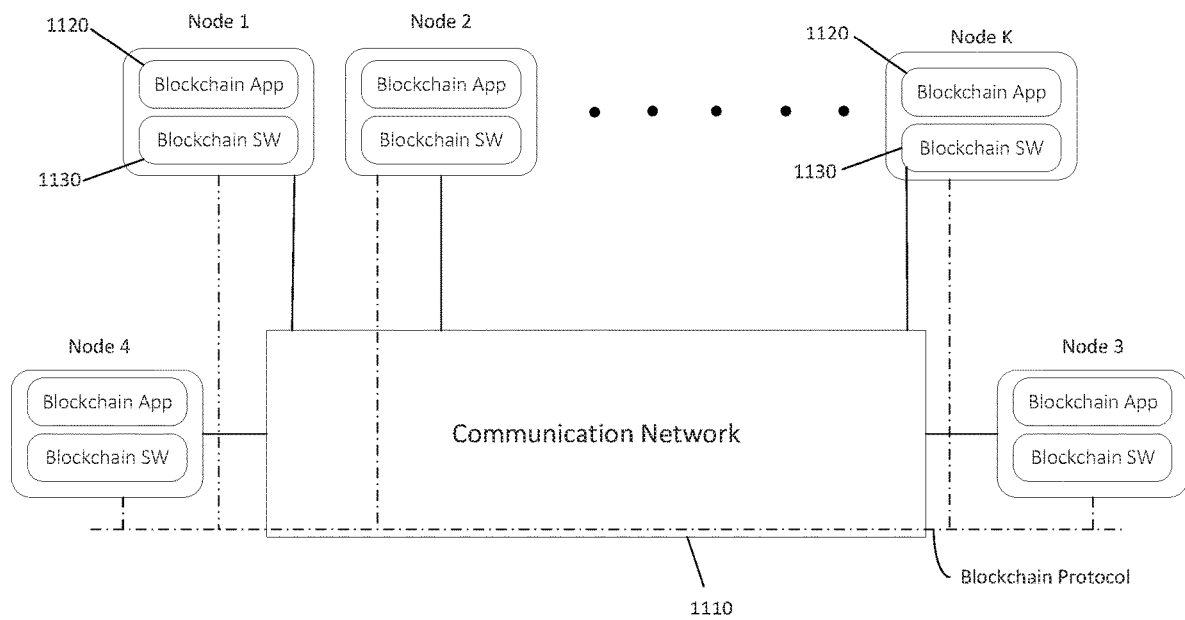 Node 1
Node 2
1120
1120
Node K
Blockchain App
Blockchain App
Blockchain App
Blockchain SW
Blockchain SW
Blockchain SW
1130
1130
Node 4
Node 3
Blockchain App
Blockchain App
Communication Network
Blockchain SW
Blockchain SW
Blockchain Protocol
1110